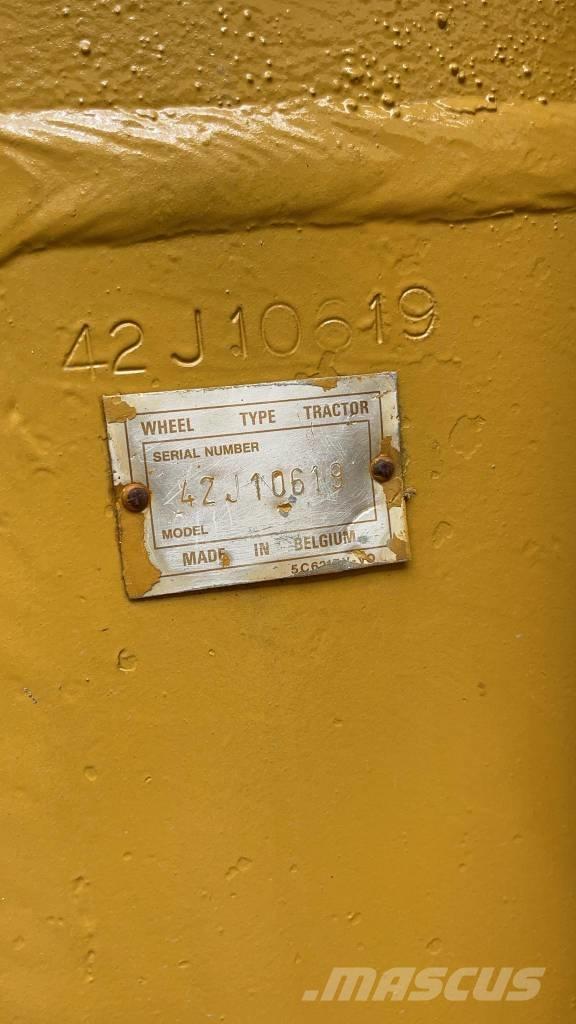 42J10619
WHEEL TYPE TRACTOR
SERIAL NUMBER
42J10619
MODEL
MADE IN BELGIUM
MASCUS